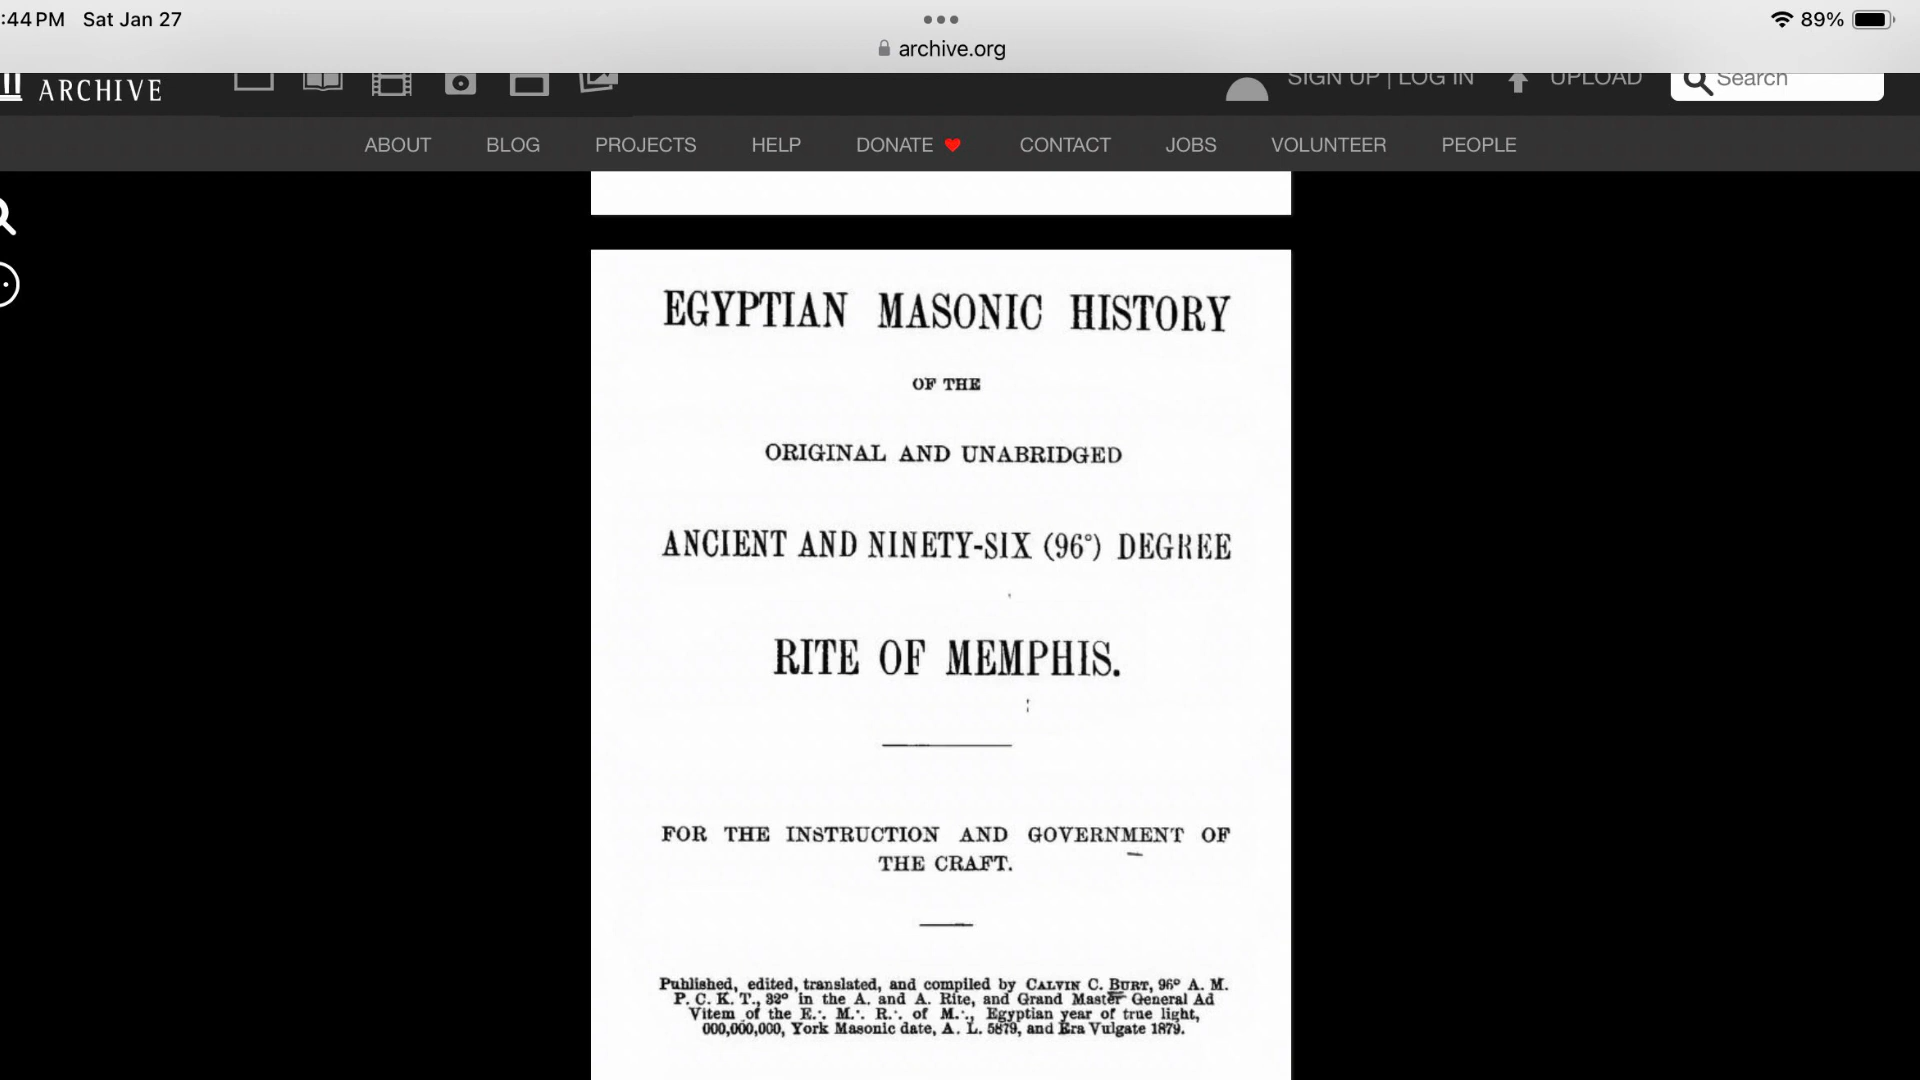 :44 PM Sat Jan 27
89%
archive.org
ARCHIVE
SIGN UP | LOG IN
UPLOAD
Search
ABOUT BLOG PROJECTS HELP DONATE CONTACT JOBS VOLUNTEER PEOPLE
EGYPTIAN MASONIC HISTORY
OF THE
ORIGINAL AND UNABRIDGED
ANCIENT AND NINETY-SIX (96°) DEGREE
RITE OF MEMPHIS.
FOR THE INSTRUCTION AND GOVERNMENT OF
THE CRAFT.
Published, edited, translated, and compiled by CALVIN C. BURT, 96° A. M.
P. C. K. T., 32° in the A. and A. Rite, and Grand Master General Ad
Vitem of the E.·. M.·. R.·. of M.·., Egyptian year of true light,
000,000,000, York Masonic date, A. L. 5879, and Era Vulgate 1879.